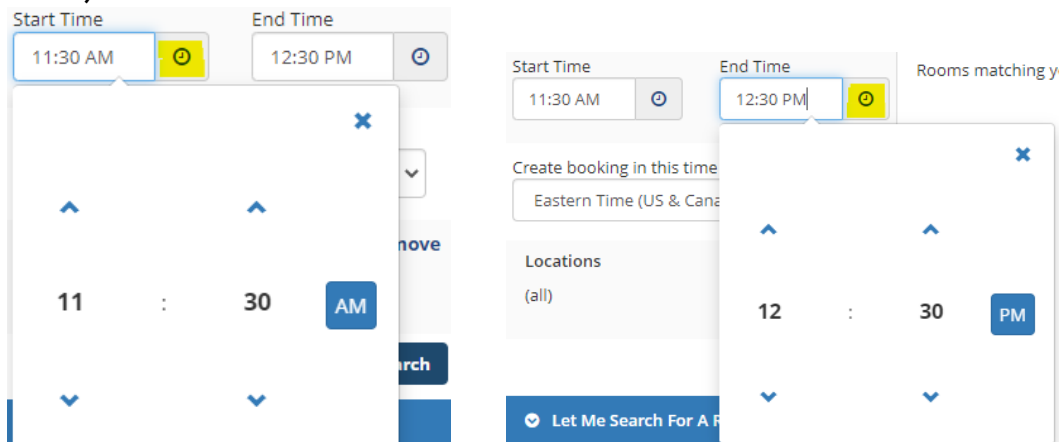 Start Time End Time
11:30 AM 12:30 PM
11 : 30 AM
Start Time End Time Rooms matching y
11:30 AM 12:30 PM
Create booking in this time
Eastern Time (US & Cana
Locations
(all)
12 : 30 PM
Let Me Search For A